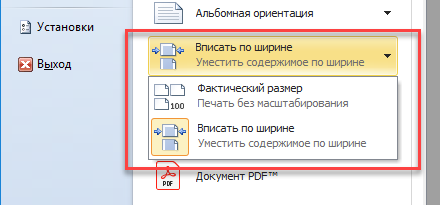 Альбомная ориентация
Установки
Вписать по ширине
Уместить содержимое по ширине
Выход
Фактический размер
Печать без масштабирования
100
Вписать по ширине
Уместить содержимое по ширине
Документ PDF™
PDF